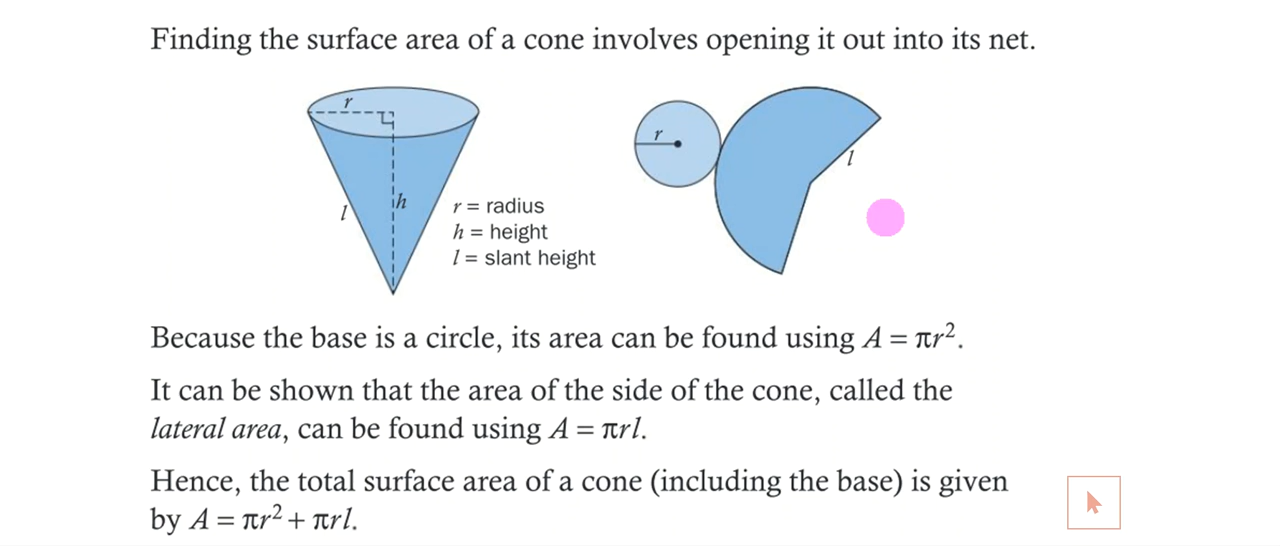 Finding the surface area of a cone involves opening it out into its net.
r
h
l
r = radius
h = height
l = slant height
r
l
Because the base is a circle, its area can be found using A = πr².
It can be shown that the area of the side of the cone, called the
lateral area, can be found using A = πrl.
Hence, the total surface area of a cone (including the base) is given
by A = πr² + πrl.